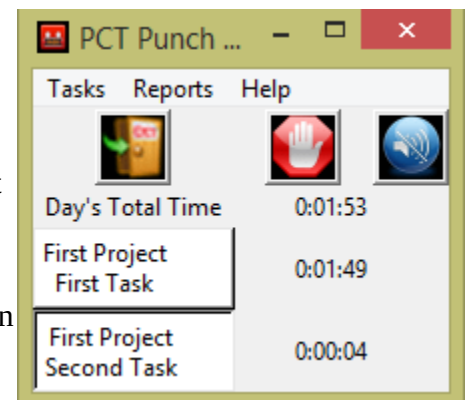 PCT Punch ...
Tasks Reports Help
EXIT
Day's Total Time 0:01:53
First Project
First Task
0:01:49
First Project
Second Task
0:00:04
t
n